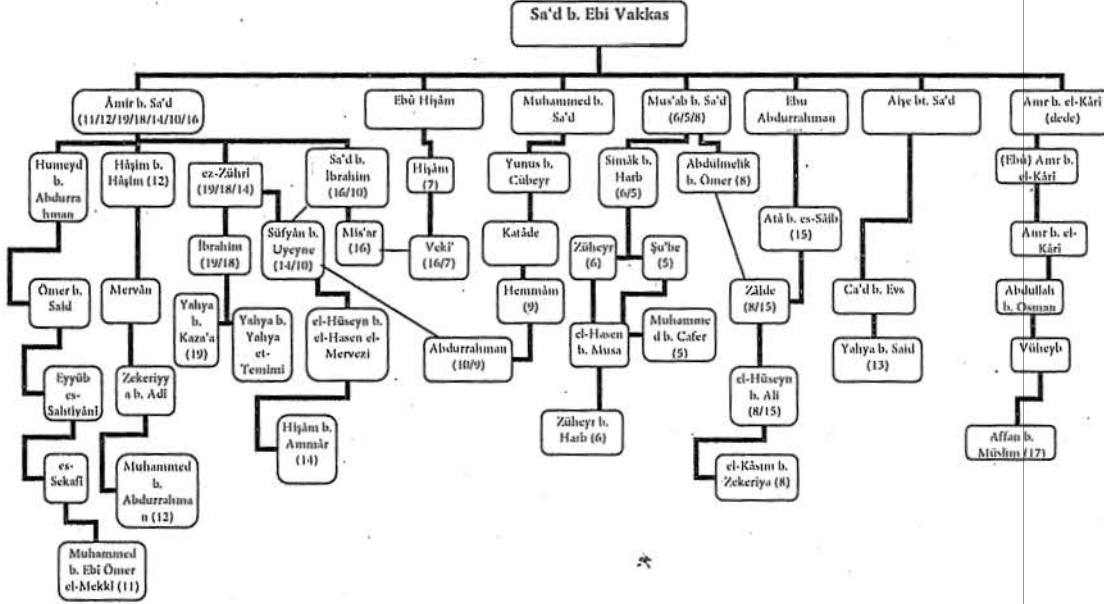 Sa'd b. Ebi Vakkas
Âmir b. Sa'd
(11/12/19/18/14/10/16
Ebû Hişâm
Muhammed b.
Sa'd
Mus'ab b. Sa'd
(6/5/8)
Ebu
Abdurrahman
Aişe bt. Sa'd
Amr b. el-Kâri
(dede)
Humeyd
b.
Abdurra
hman
Hâşim b.
Hâşim (12)
ez-Zührî
(19/18/14)
Sa'd b.
İbrahim
(16/10)
Hişâm
(7)
Yunus b.
Cübeyr
Simâk b.
Harb
(6/5)
Abdülmelik
b. Ömer (8)
(Ebû) Amr b.
el-Kârî
İbrahim
(19/18)
Süfyân b.
Uyeyne
(14/10)
Mis'ar
(16)
Veki'
(16/7)
Katâde
Züheyr
(6)
Şu'be
(5)
Atâ b. es-Sâib
(15)
Amr b. el-
Kârî
Ömer b.
Said
Mervân
Yahya
b.
Kaza'a
(19)
Yahya b.
Yahya
et-
Temimi
el-Hüseyn b.
el-Hasen el-
Mervezi
Hemmâm
(9)
Abdurrahman
(10/9)
el-Hasen
b. Musa
Muhamme
d b. Cafer
(5)
Zâide
(8/15)
Ca'd b. Evs
Abdullah
b. Osman
Eyyûb
es-
Sahtiyânî
Zekeriyy
a b. Adî
Hişâm b.
Ammâr
(14)
Züheyr b.
Harb (6)
el-Hüseyn
b. Ali
(8/15)
Yahya b. Said
(13)
Vüheyb
es-
Sekafî
Muhammed
b.
Abdurrahma
n (12)
el-Kâsım b.
Zekeriya (8)
Affan b.
Müslim (17)
Muhammed
b. Ebî Ömer
el-Mekkî (11)